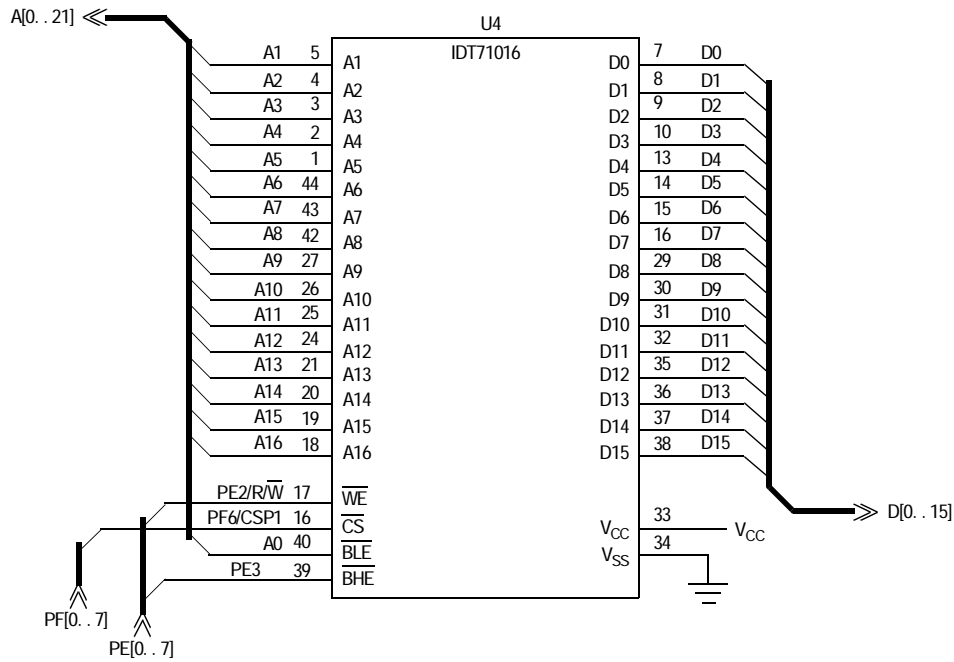 A[0. . 21]
U4
IDT71016
A1 5 A1 D0 7 D0
A2 4 A2 D1 8 D1
A3 3 A3 D2 9 D2
A4 2 A4 D3 10 D3
A5 1 A5 D4 13 D4
A6 44 A6 D5 14 D5
A7 43 A7 D6 15 D6
A8 42 A8 D7 16 D7
A9 27 A9 D8 29 D8
A10 26 A10 D9 30 D9
A11 25 A11 D10 31 D10
A12 24 A12 D11 32 D11
A13 21 A13 D12 35 D12
A14 20 A14 D13 36 D13
A15 19 A15 D14 37 D14
A16 18 A16 D15 38 D15
PE2/R/W̅ 17 W̅E̅
PF6/CSP1 16 C̅S̅ VCC 33 VCC
A0 40 B̅L̅E̅ VSS 34
PE3 39 B̅H̅E̅
D[0. . 15]
PF[0. . 7]
PE[0. . 7]